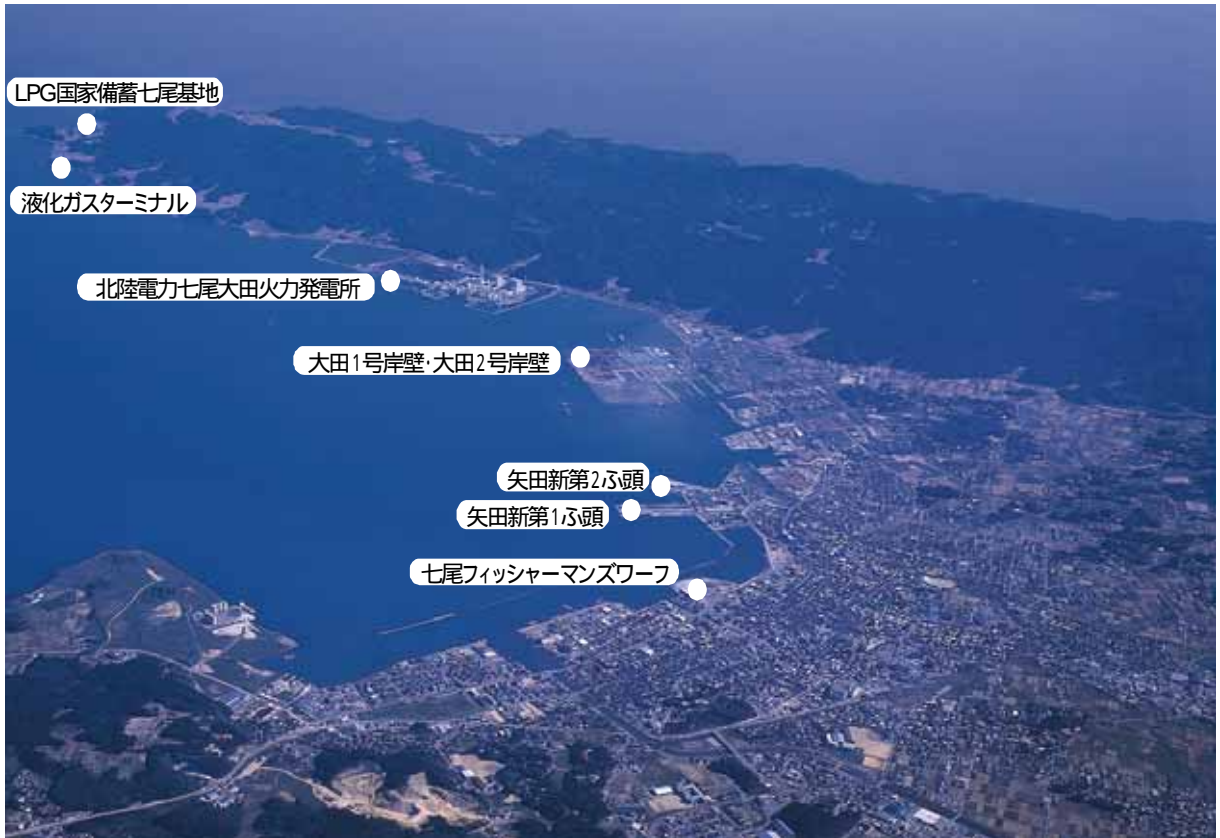 LPG国家備蓄七尾基地
液化ガスターミナル
北陸電力七尾大田火力発電所
大田1号岸壁・大田2号岸壁
矢田新第2ふ頭
矢田新第1ふ頭
七尾フィッシャーマンズワーフ